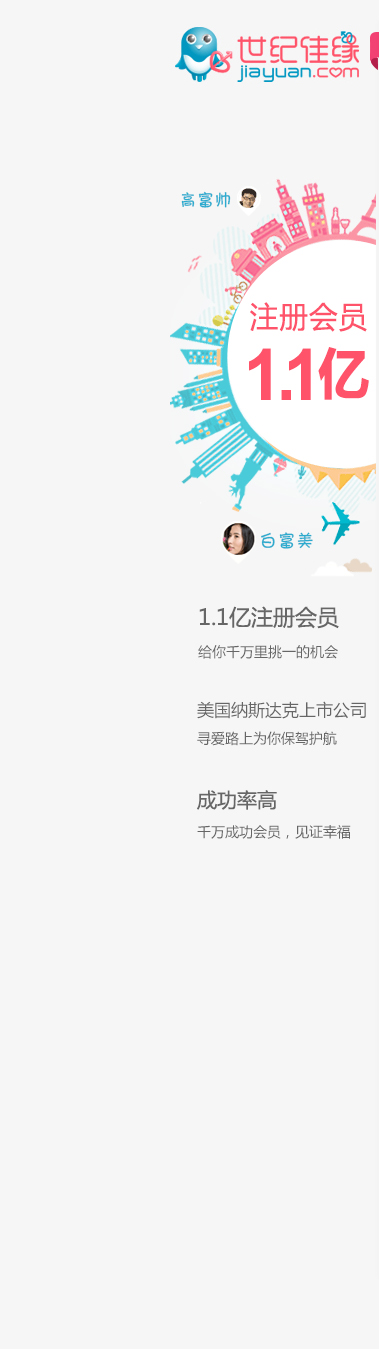 世纪佳缘
jiayuan.com
高富帅
注册会员
1.1亿
白富美
1.1亿注册会员
给你千万里挑一的机会
美国纳斯达克上市公司
寻爱路上为你保驾护航
成功率高
千万成功会员，见证幸福